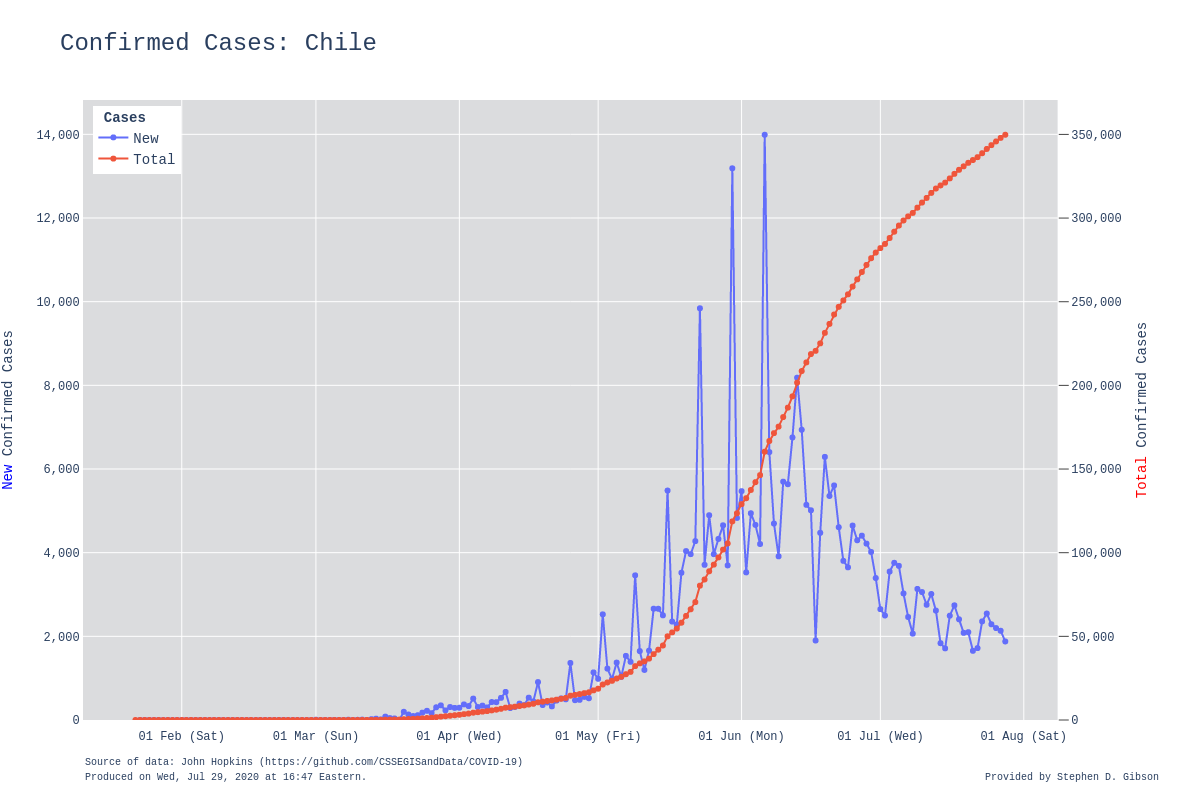 Confirmed Cases: Chile
Cases
New
Total
14,000
12,000
10,000
8,000
6,000
4,000
2,000
0
350,000
300,000
250,000
200,000
150,000
100,000
50,000
0
New Confirmed Cases
Total Confirmed Cases
01 Feb (Sat) 01 Mar (Sun) 01 Apr (Wed) 01 May (Fri) 01 Jun (Mon) 01 Jul (Wed) 01 Aug (Sat)
Source of data: John Hopkins (https://github.com/CSSEGISandData/COVID-19)
Produced on Wed, Jul 29, 2020 at 16:47 Eastern.
Provided by Stephen D. Gibson